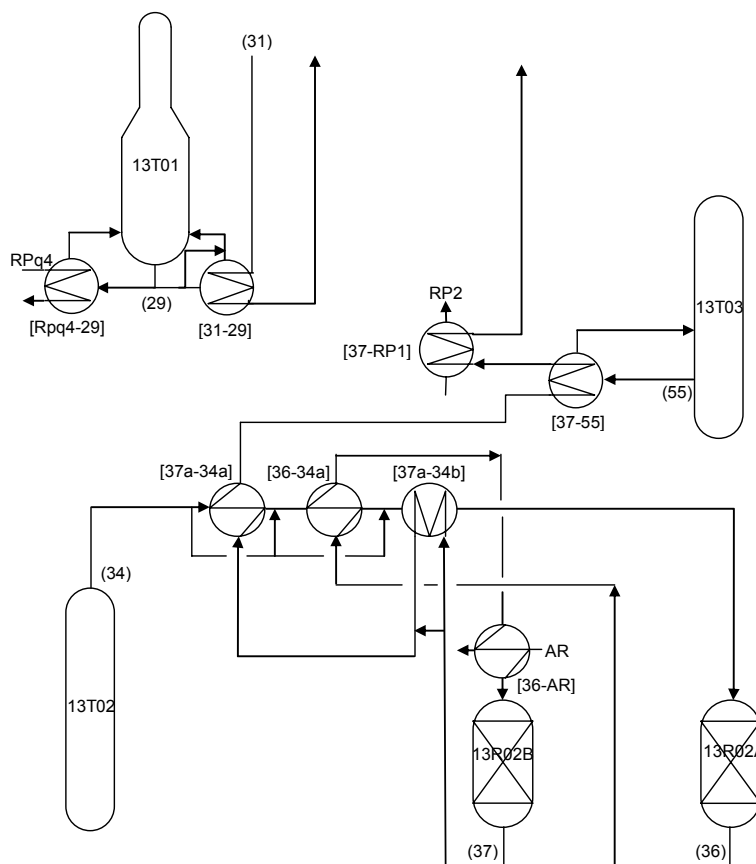 (31)
13T01
RPq4
(29)
[Rpq4-29]
[31-29]
RP2
13T03
[37-RP1]
(55)
[37-55]
[37a-34a]
[36-34a]
[37a-34b]
(34)
AR
[36-AR]
13T02
13R02B
13R02A
(37)
(36)